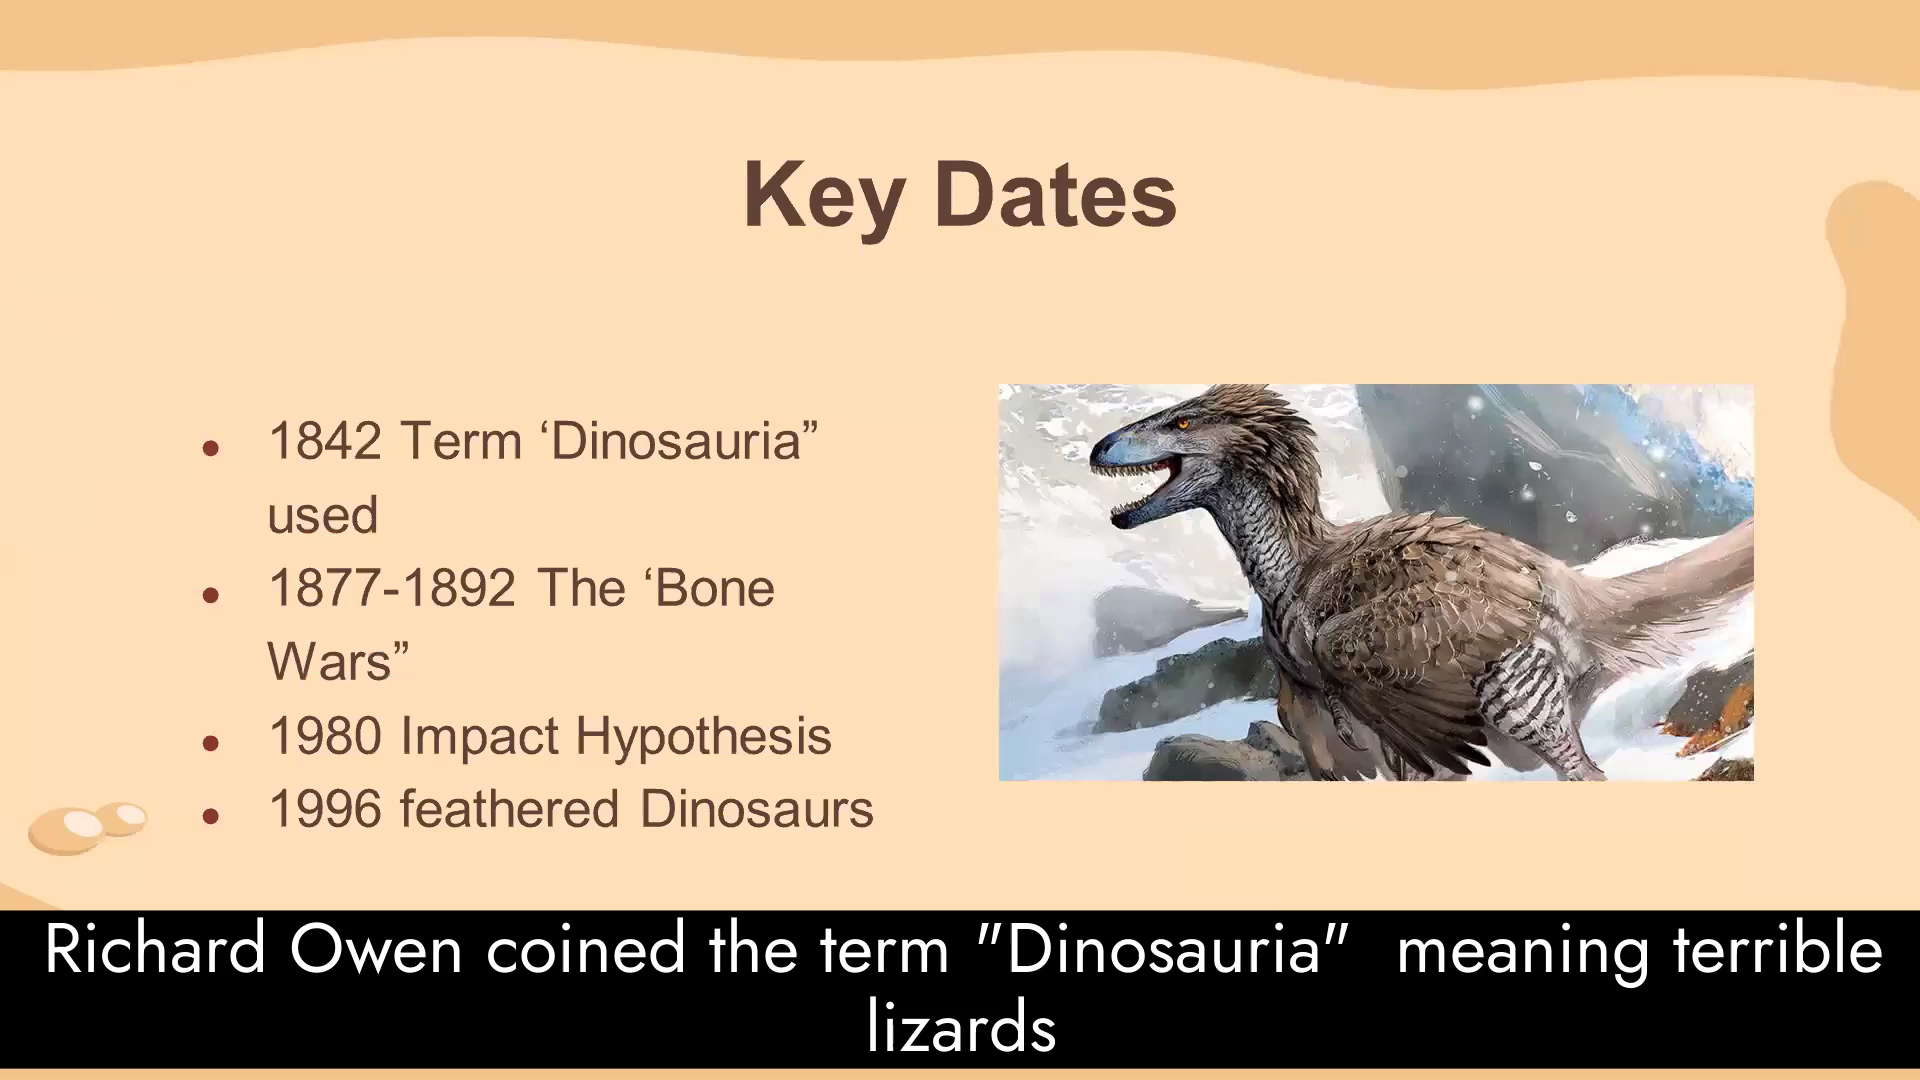 Key Dates
● 1842 Term ‘Dinosauria”
used
● 1877-1892 The ‘Bone
Wars”
● 1980 Impact Hypothesis
● 1996 feathered Dinosaurs
Richard Owen coined the term "Dinosauria"  meaning terrible
lizards